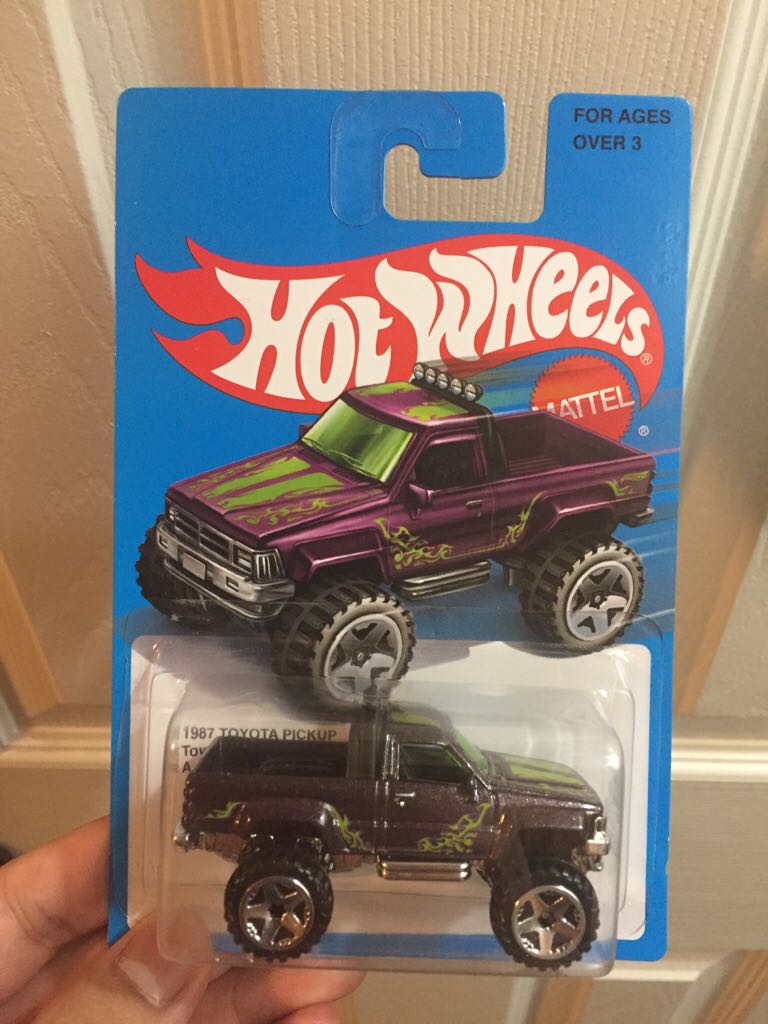 FOR AGES
OVER 3
HOT WHEELS®
MATTEL
®
1987 TOYOTA PICKUP